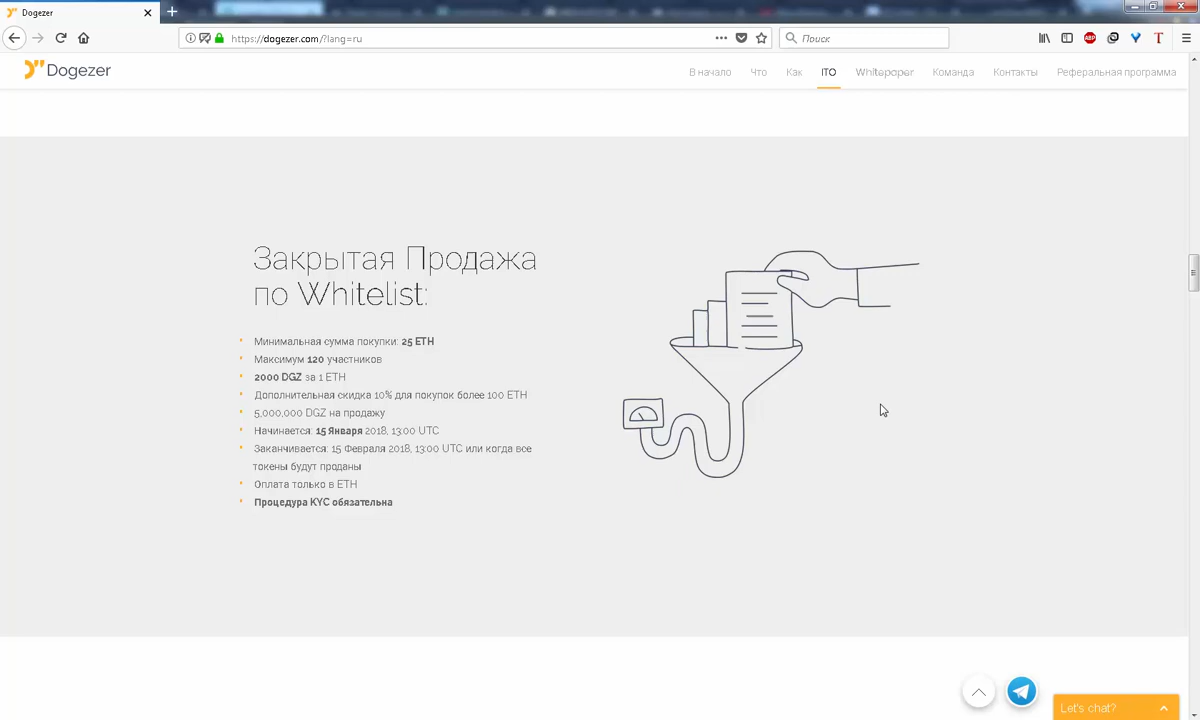 Dogezer
https://dogezer.com/?lang=ru
Поиск
ABP
T
Dogezer
В начало Что Как ITO Whitepaper Команда Контакты Реферальная программа
Закрытая Продажа
по Whitelist:
Минимальная сумма покупки: 25 ETH
Максимум 120 участников
2000 DGZ за 1 ETH
Дополнительная скидка 10% для покупок более 100 ETH
5,000,000 DGZ на продажу
Начинается: 15 Января 2018, 13:00 UTC
Заканчивается: 15 Февраля 2018, 13:00 UTC или когда все
токены будут проданы
Оплата только в ETH
Процедура KYC обязательна
Let's chat?